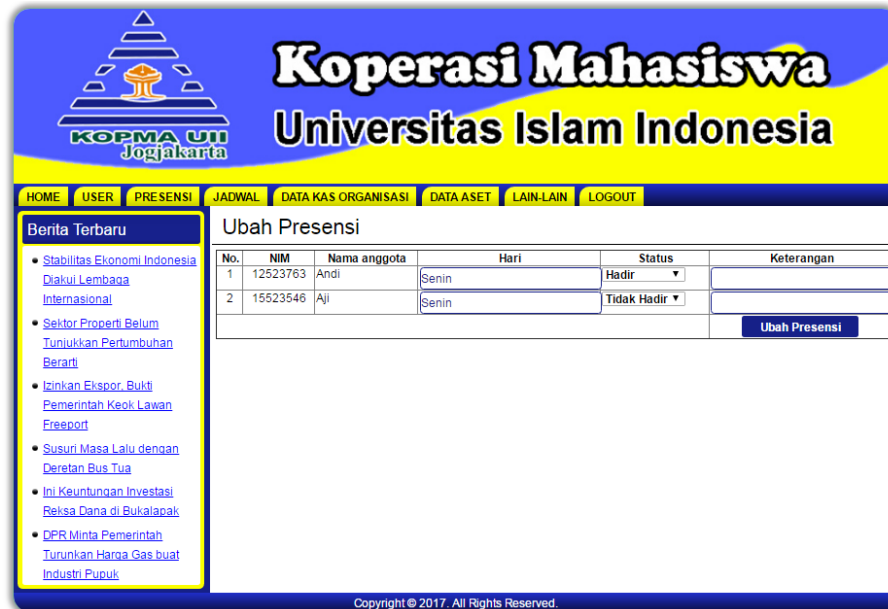 KOPMA UII
Jogjakarta
Koperasi Mahasiswa
Universitas Islam Indonesia
HOME USER PRESENSI JADWAL DATA KAS ORGANISASI DATA ASET LAIN-LAIN LOGOUT
Berita Terbaru
Stabilitas Ekonomi Indonesia
Diakui Lembaga
Internasional
Sektor Properti Belum
Tunjukkan Pertumbuhan
Berarti
Izinkan Ekspor, Bukti
Pemerintah Keok Lawan
Freeport
Susuri Masa Lalu dengan
Deretan Bus Tua
Ini Keuntungan Investasi
Reksa Dana di Bukalapak
DPR Minta Pemerintah
Turunkan Harga Gas buat
Industri Pupuk
Ubah Presensi
No. NIM Nama anggota Hari Status Keterangan
1 12523763 Andi Senin Hadir
2 15523546 Aji Senin Tidak Hadir
Ubah Presensi
Copyright © 2017. All Rights Reserved.